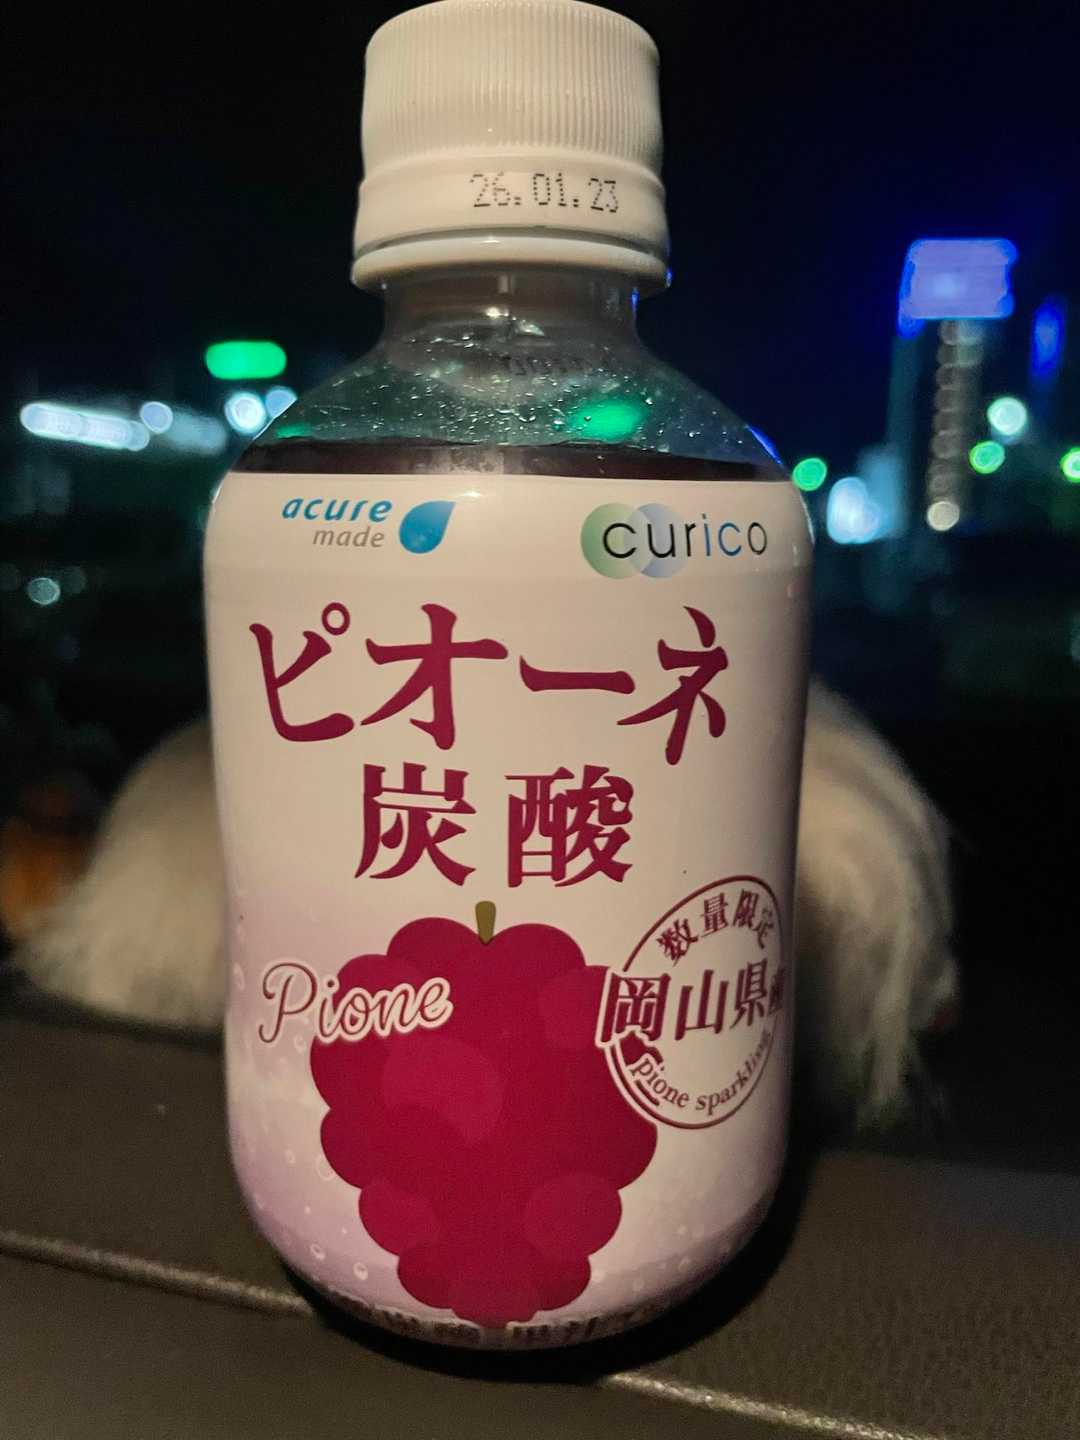 26.01.23
acure
made
curico
ピオーネ
炭酸
Pione
数量限定
岡山県産
pione sparkling